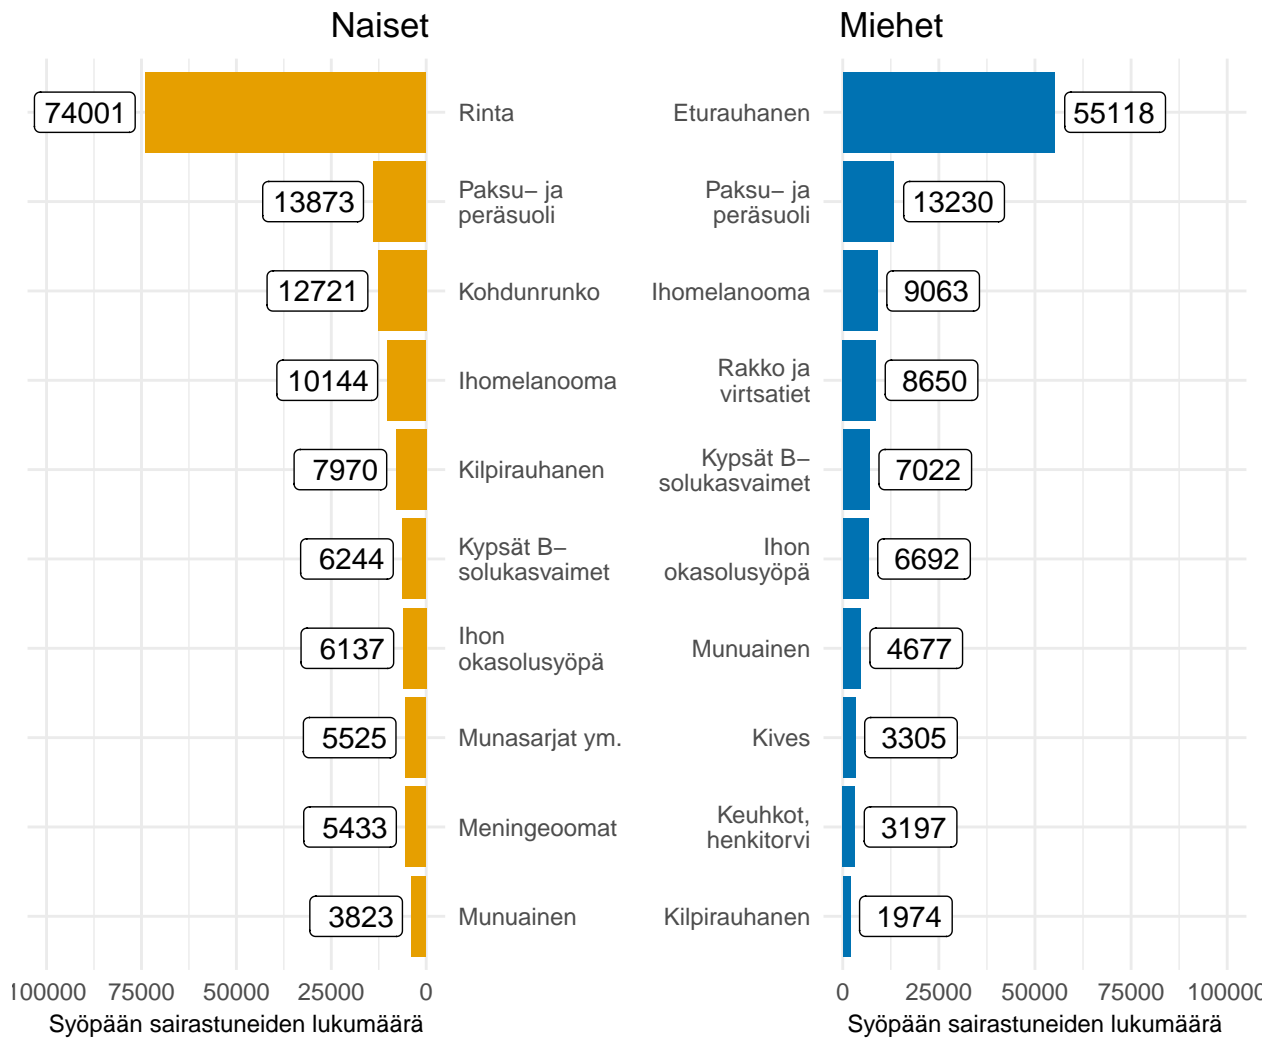 Naiset
Miehet
74001
Rinta
Eturauhanen
55118
13873
Paksu− ja
peräsuoli
Paksu− ja
peräsuoli
13230
12721
Kohdunrunko
Ihomelanooma
9063
10144
Ihomelanooma
Rakko ja
virtsatiet
8650
7970
Kilpirauhanen
Kypsät B−
solukasvaimet
7022
6244
Kypsät B−
solukasvaimet
Ihon
okasolusyöpä
6692
6137
Ihon
okasolusyöpä
Munuainen
4677
5525
Munasarjat ym.
Kives
3305
5433
Meningeoomat
Keuhkot,
henkitorvi
3197
3823
Munuainen
Kilpirauhanen
1974
100000 75000 50000 25000 0
0 25000 50000 75000 100000
Syöpään sairastuneiden lukumäärä
Syöpään sairastuneiden lukumäärä